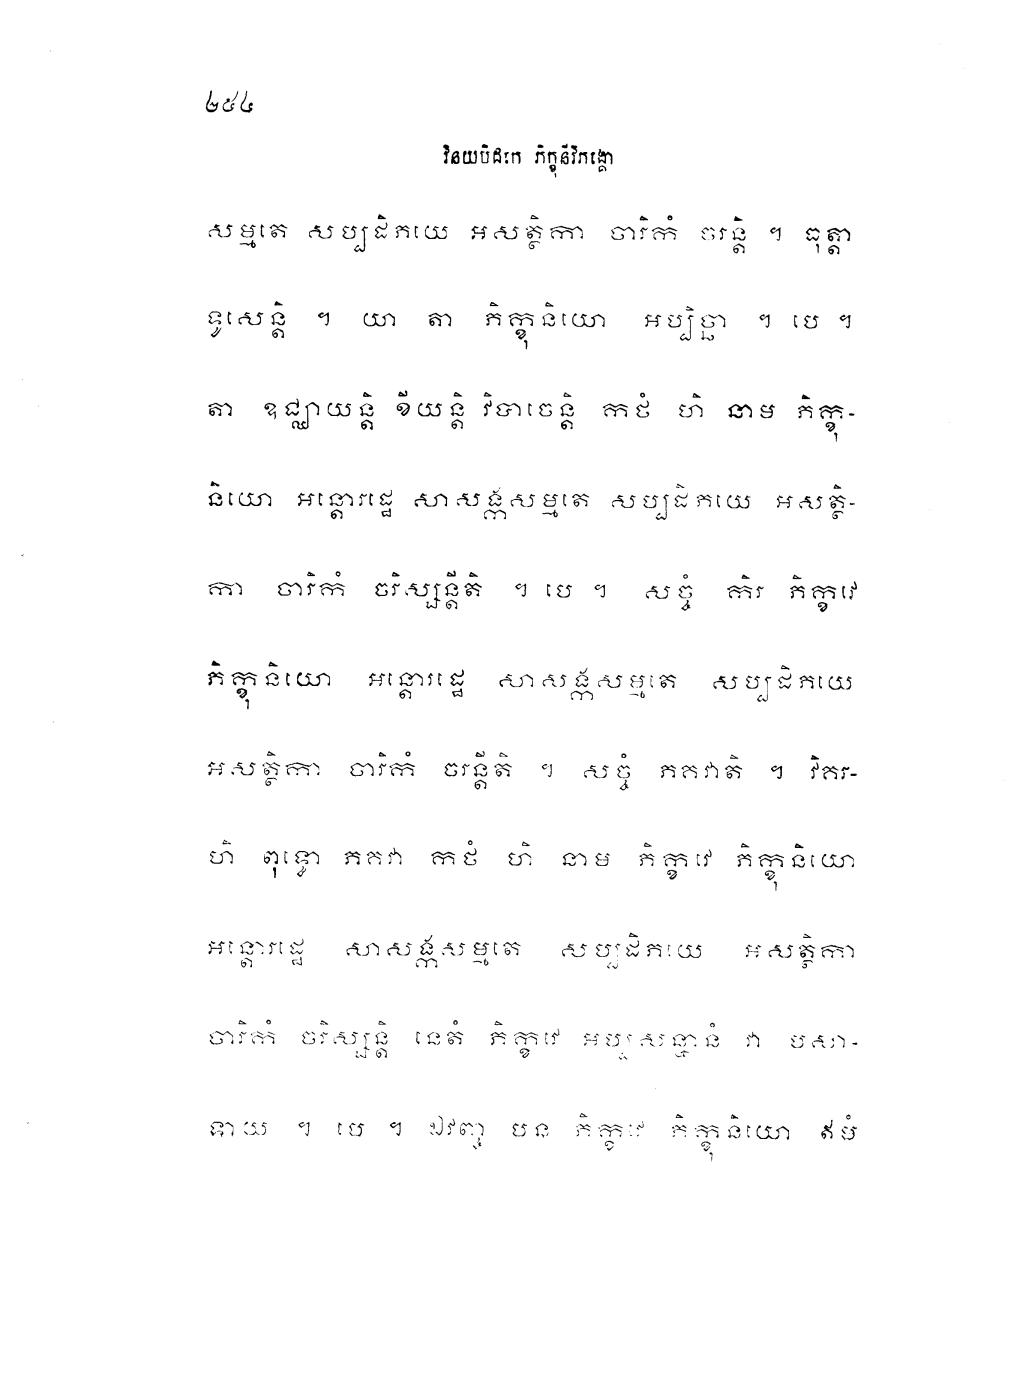 ២៥៤
វិនយបិដកេ ភិក្ខុនីវិភង្គោ
សម្មតេ សប្បដិភយេ អសត្ថិកា ចារិកំ ចរន្តិ ។ ធុត្តា
ទូសេន្តិ ។ យា តា ភិក្ខុនិយោ អប្បិច្ឆា ។ បេ ។
តា ឧជ្ឈាយន្តិ ខីយន្តិ វិបាចេន្តិ កថំ ហិ នាម ភិក្ខុ-
និយោ អន្តោរដ្ឋេ សាសង្កសម្មតេ សប្បដិភយេ អសត្ថិ-
កា ចារិកំ ចរិស្សន្តីតិ ។ បេ ។ សច្ចំ កិរ ភិក្ខវេ
ភិក្ខុនិយោ អន្តោរដ្ឋេ សាសង្កសម្មតេ សប្បដិភយេ
អសត្ថិកា ចារិកំ ចរន្តីតិ ។ សច្ចំ ភគវាតិ ។ វិគរ-
ហិ ពុទ្ធោ ភគវា កថំ ហិ នាម ភិក្ខវេ ភិក្ខុនិយោ
អន្តោរដ្ឋេ សាសង្កសម្មតេ សប្បដិភយេ អសត្ថិកា
ចារិកំ ចរិស្សន្តិ នេតំ ភិក្ខវេ អប្បសន្នានំ វា បសា-
ទាយ ។ បេ ។ ឯវញ្ច បន ភិក្ខវេ ភិក្ខុនិយោ ឥមំ